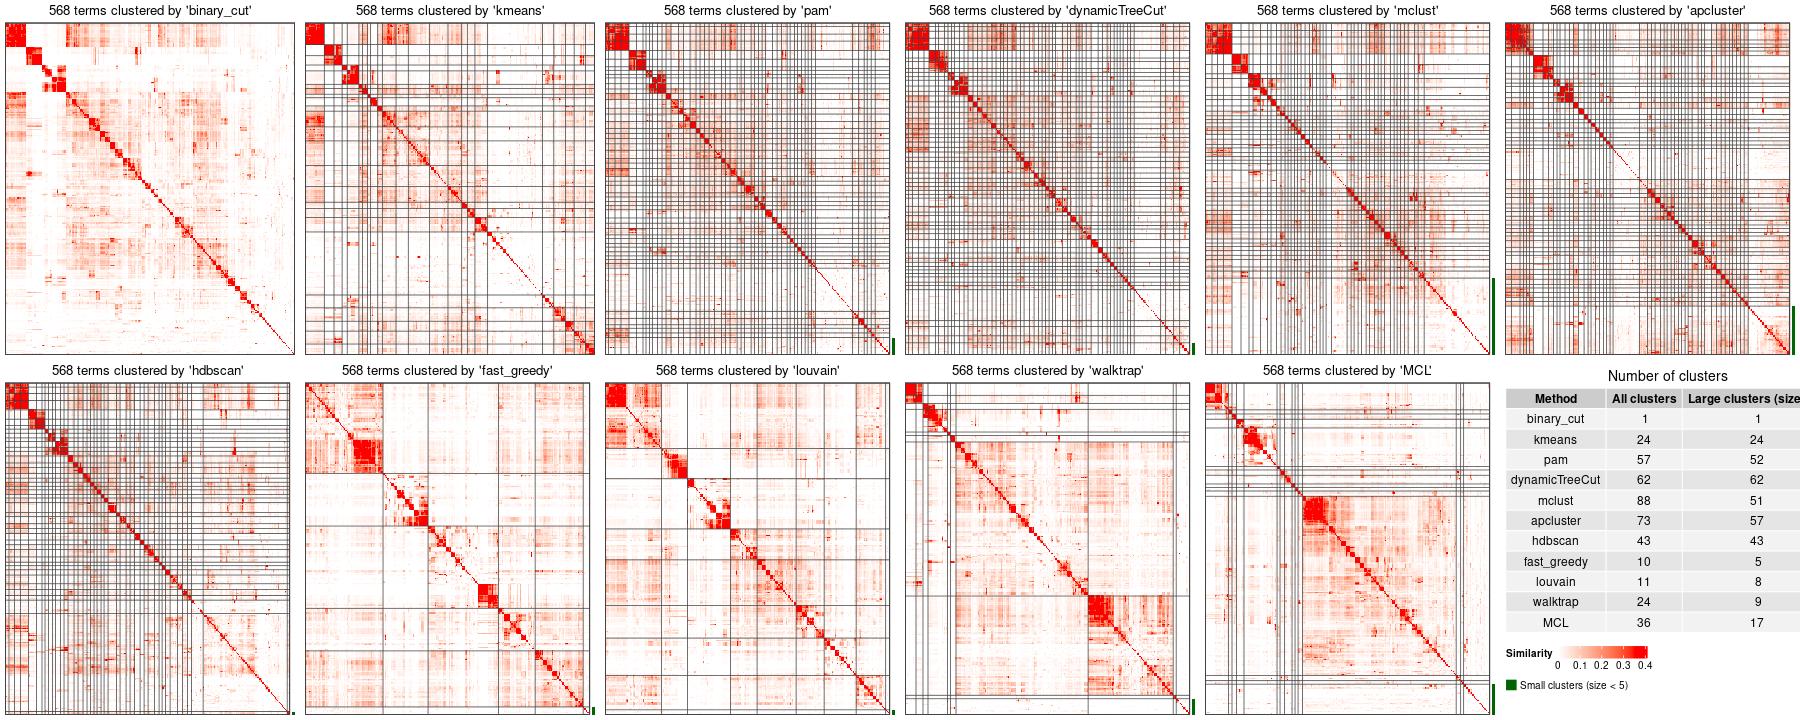 568 terms clustered by 'binary_cut'
568 terms clustered by 'kmeans'
568 terms clustered by 'pam'
568 terms clustered by 'dynamicTreeCut'
568 terms clustered by 'mclust'
568 terms clustered by 'apcluster'
568 terms clustered by 'hdbscan'
568 terms clustered by 'fast_greedy'
568 terms clustered by 'louvain'
568 terms clustered by 'walktrap'
568 terms clustered by 'MCL'
Number of clusters
Method All clusters Large clusters (size
binary_cut 1 1
kmeans 24 24
pam 57 52
dynamicTreeCut 62 62
mclust 88 51
apcluster 73 57
hdbscan 43 43
fast_greedy 10 5
louvain 11 8
walktrap 24 9
MCL 36 17
Similarity
0 0.1 0.2 0.3 0.4
Small clusters (size < 5)